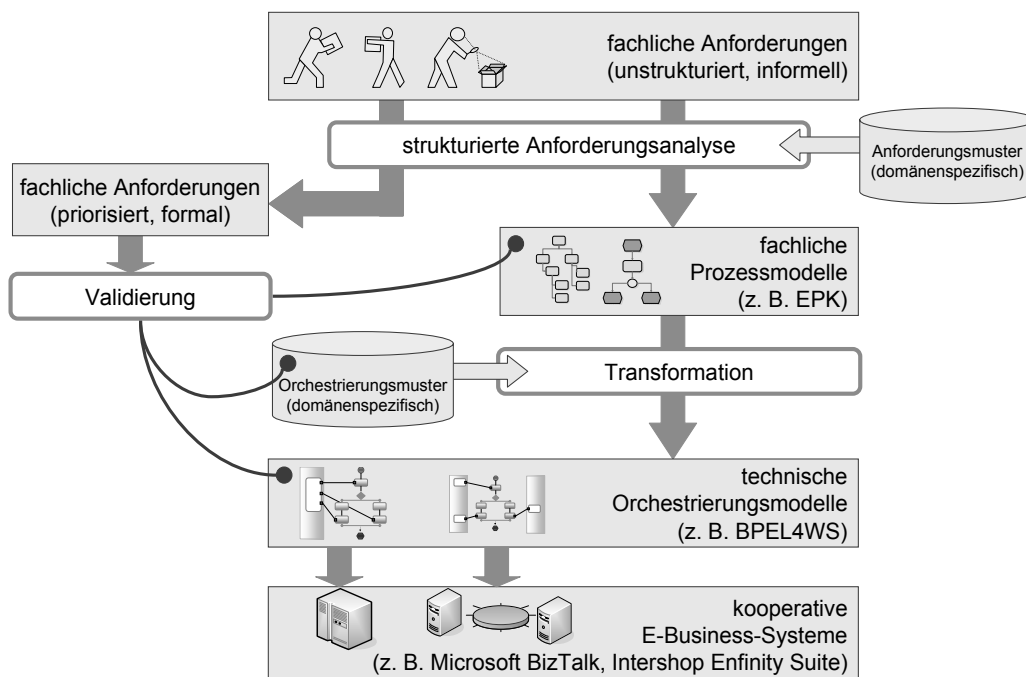 fachliche Anforderungen
(unstrukturiert, informell)
strukturierte Anforderungsanalyse
Anforderungsmuster
(domänenspezifisch)
fachliche Anforderungen
(priorisiert, formal)
fachliche
Prozessmodelle
(z. B. EPK)
Validierung
Orchestrierungsmuster
(domänenspezifisch)
Transformation
technische
Orchestrierungsmodelle
(z. B. BPEL4WS)
kooperative
E-Business-Systeme
(z. B. Microsoft BizTalk, Intershop Enfinity Suite)